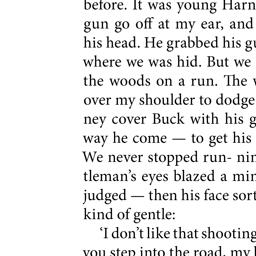 before. It was young Harn
gun go off at my ear, and
his head. He grabbed his g
where we was hid. But we
the woods on a run. The
over my shoulder to dodge
ney cover Buck with his g
way he come — to get his
We never stopped run- nin
tleman’s eyes blazed a min
judged — then his face sort
kind of gentle:
‘I don’t like that shooting
you step into the road, my